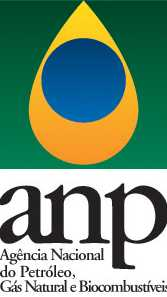 anp
Agência Nacional
do Petróleo,
Gás Natural e Biocombustíveis